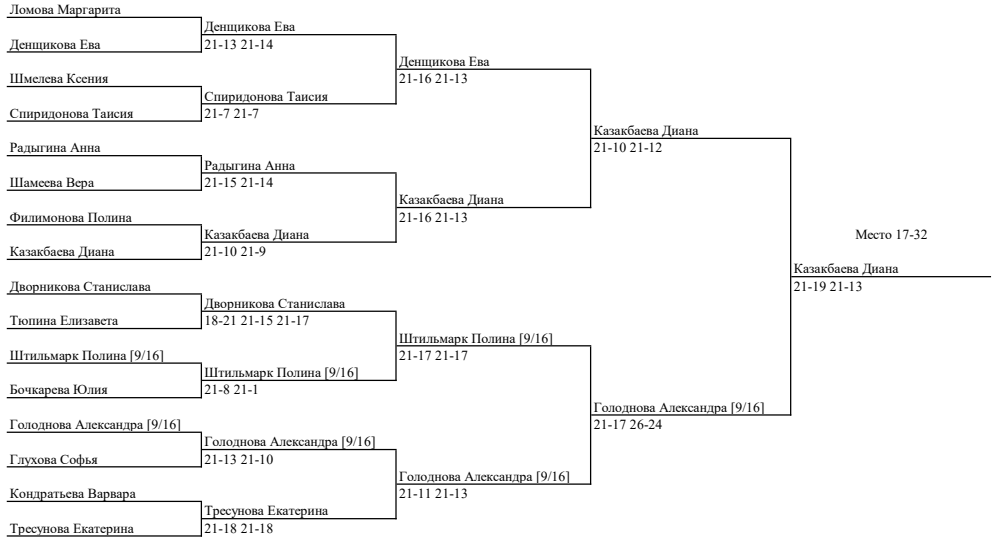 Ломова Маргарита
Денщикова Ева
21-13 21-14
Денщикова Ева
Денщикова Ева
21-16 21-13
Шмелева Ксения
Спиридонова Таисия
21-7 21-7
Спиридонова Таисия
Казакбаева Диана
21-10 21-12
Радыгина Анна
Радыгина Анна
21-15 21-14
Шамеева Вера
Казакбаева Диана
21-16 21-13
Филимонова Полина
Казакбаева Диана
21-10 21-9
Казакбаева Диана
Место 17-32
Казакбаева Диана
21-19 21-13
Дворникова Станислава
Дворникова Станислава
18-21 21-15 21-17
Тюпина Елизавета
Штильмарк Полина [9/16]
21-17 21-17
Штильмарк Полина [9/16]
Штильмарк Полина [9/16]
21-8 21-1
Бочкарева Юлия
Голоднова Александра [9/16]
21-17 26-24
Голоднова Александра [9/16]
Голоднова Александра [9/16]
21-13 21-10
Глухова Софья
Голоднова Александра [9/16]
21-11 21-13
Кондратьева Варвара
Тресунова Екатерина
21-18 21-18
Тресунова Екатерина